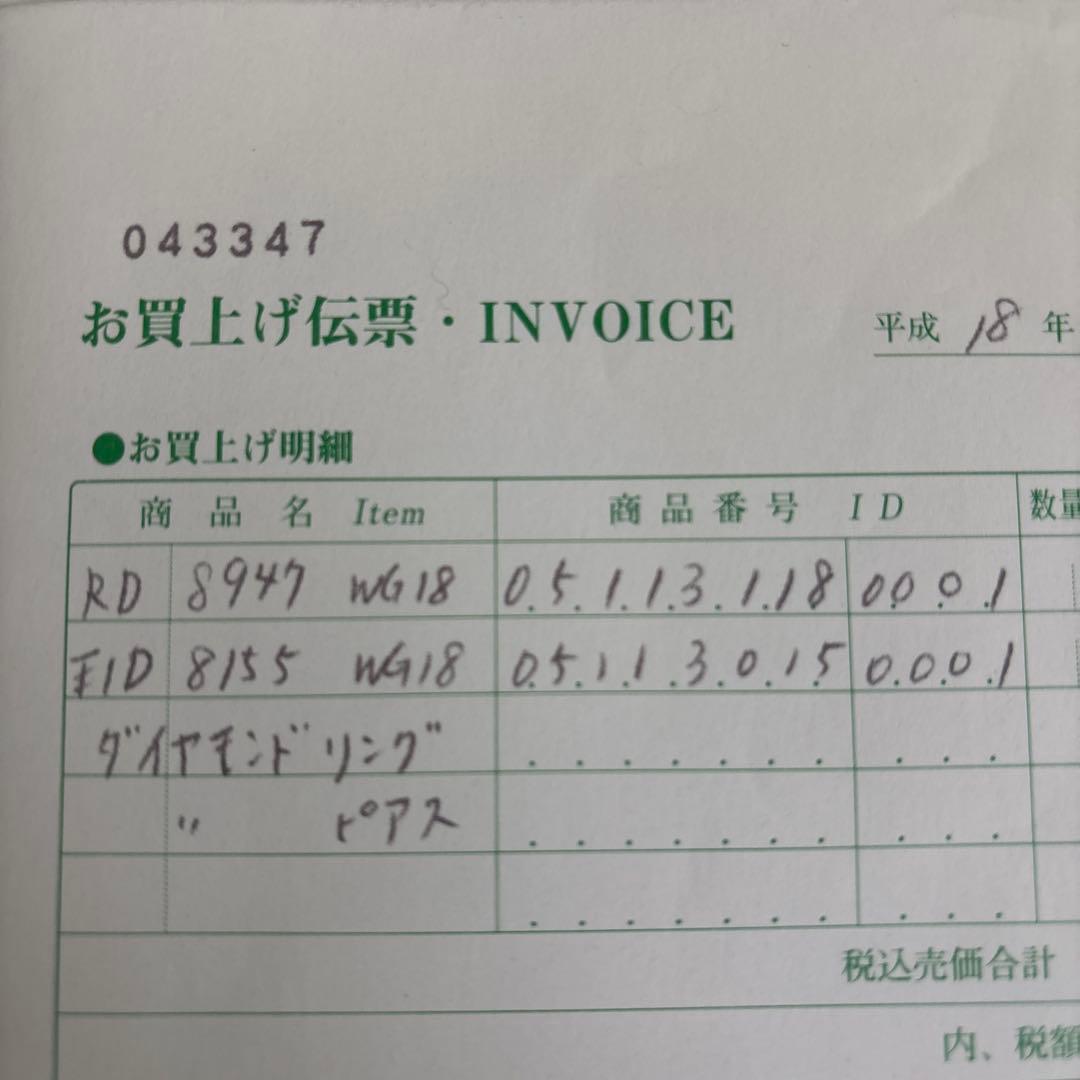 043347
お買上げ伝票・INVOICE 平成 18 年
●お買上げ明細
商品名 Item 商品番号 ID 数量
RD 8947 WG18 0.5.1.1.3.1.18 0.0.0.1
EID 8155 WG18 0.5.1.1.3.0.1.5 0.0.0.1
ダイヤモンドリング
〃 ピアス
税込売価合計
内、税額